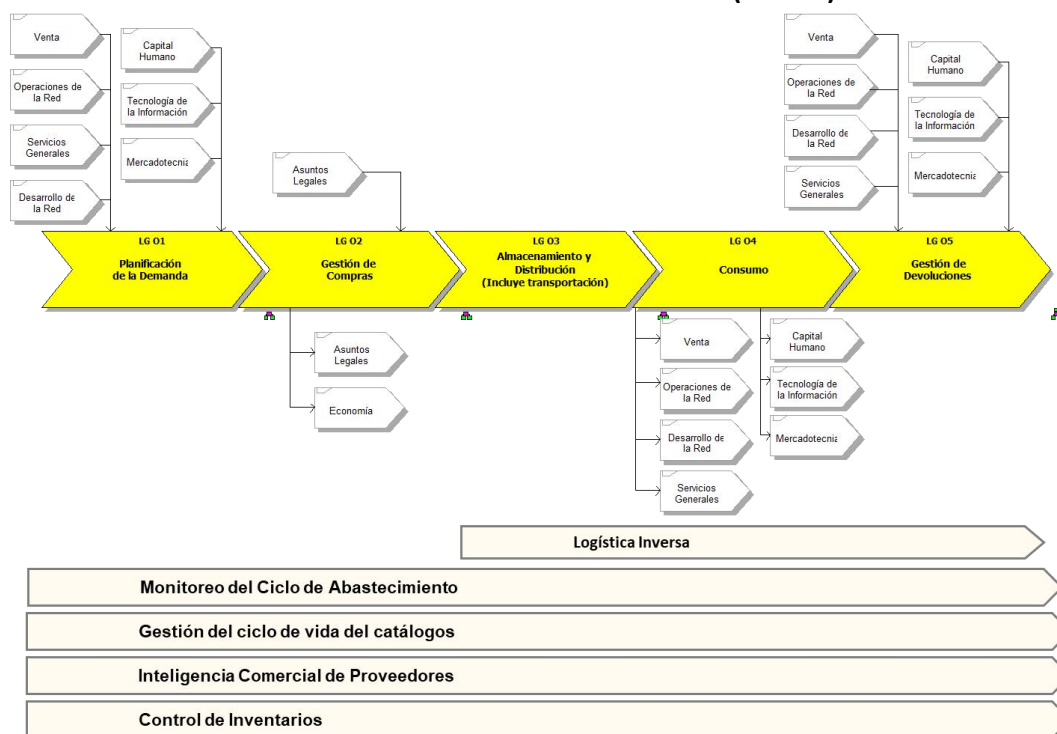 Venta
Operaciones de
la Red
Servicios
Generales
Desarrollo de
la Red
Capital
Humano
Tecnología de
la Información
Mercadotecnia
Asuntos
Legales
Venta
Operaciones de
la Red
Desarrollo de
la Red
Servicios
Generales
Capital
Humano
Tecnología de
la Información
Mercadotecnia
LG 01
Planificación
de la Demanda
LG 02
Gestión de
Compras
LG 03
Almacenamiento y
Distribución
(Incluye transportación)
LG 04
Consumo
LG 05
Gestión de
Devoluciones
Asuntos
Legales
Economía
Venta
Operaciones de
la Red
Desarrollo de
la Red
Servicios
Generales
Capital
Humano
Tecnología de
la Información
Mercadotecnia
Logística Inversa
Monitoreo del Ciclo de Abastecimiento
Gestión del ciclo de vida del catálogos
Inteligencia Comercial de Proveedores
Control de Inventarios